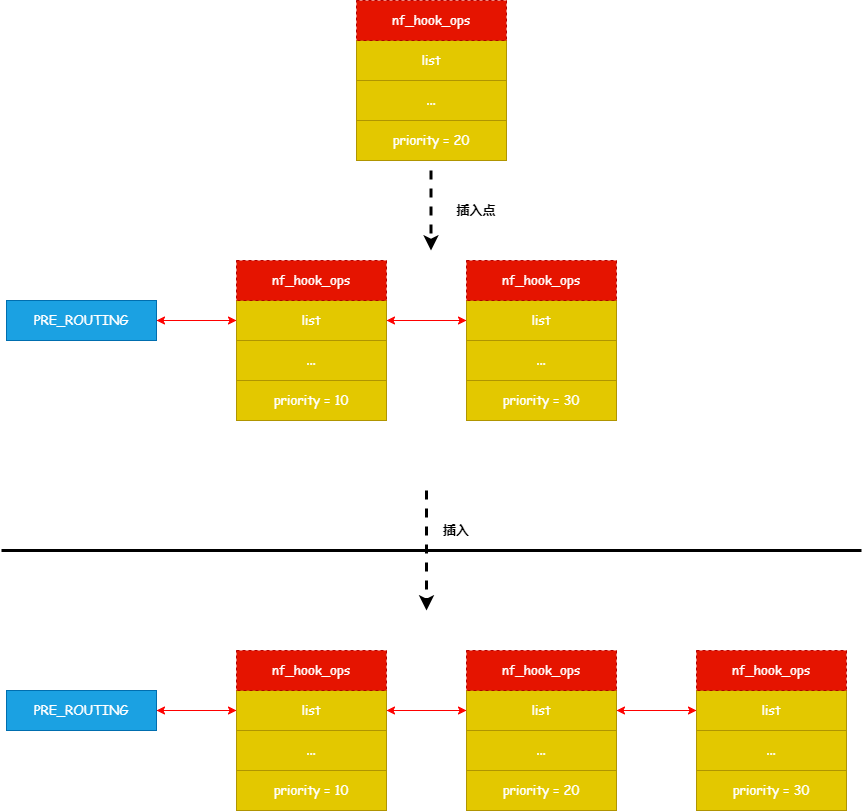 nf_hook_ops
list
...
priority = 20
插入点
nf_hook_ops
nf_hook_ops
PRE_ROUTING
list
list
...
...
priority = 10
priority = 30
插入
nf_hook_ops
nf_hook_ops
nf_hook_ops
PRE_ROUTING
list
list
list
...
...
...
priority = 10
priority = 20
priority = 30